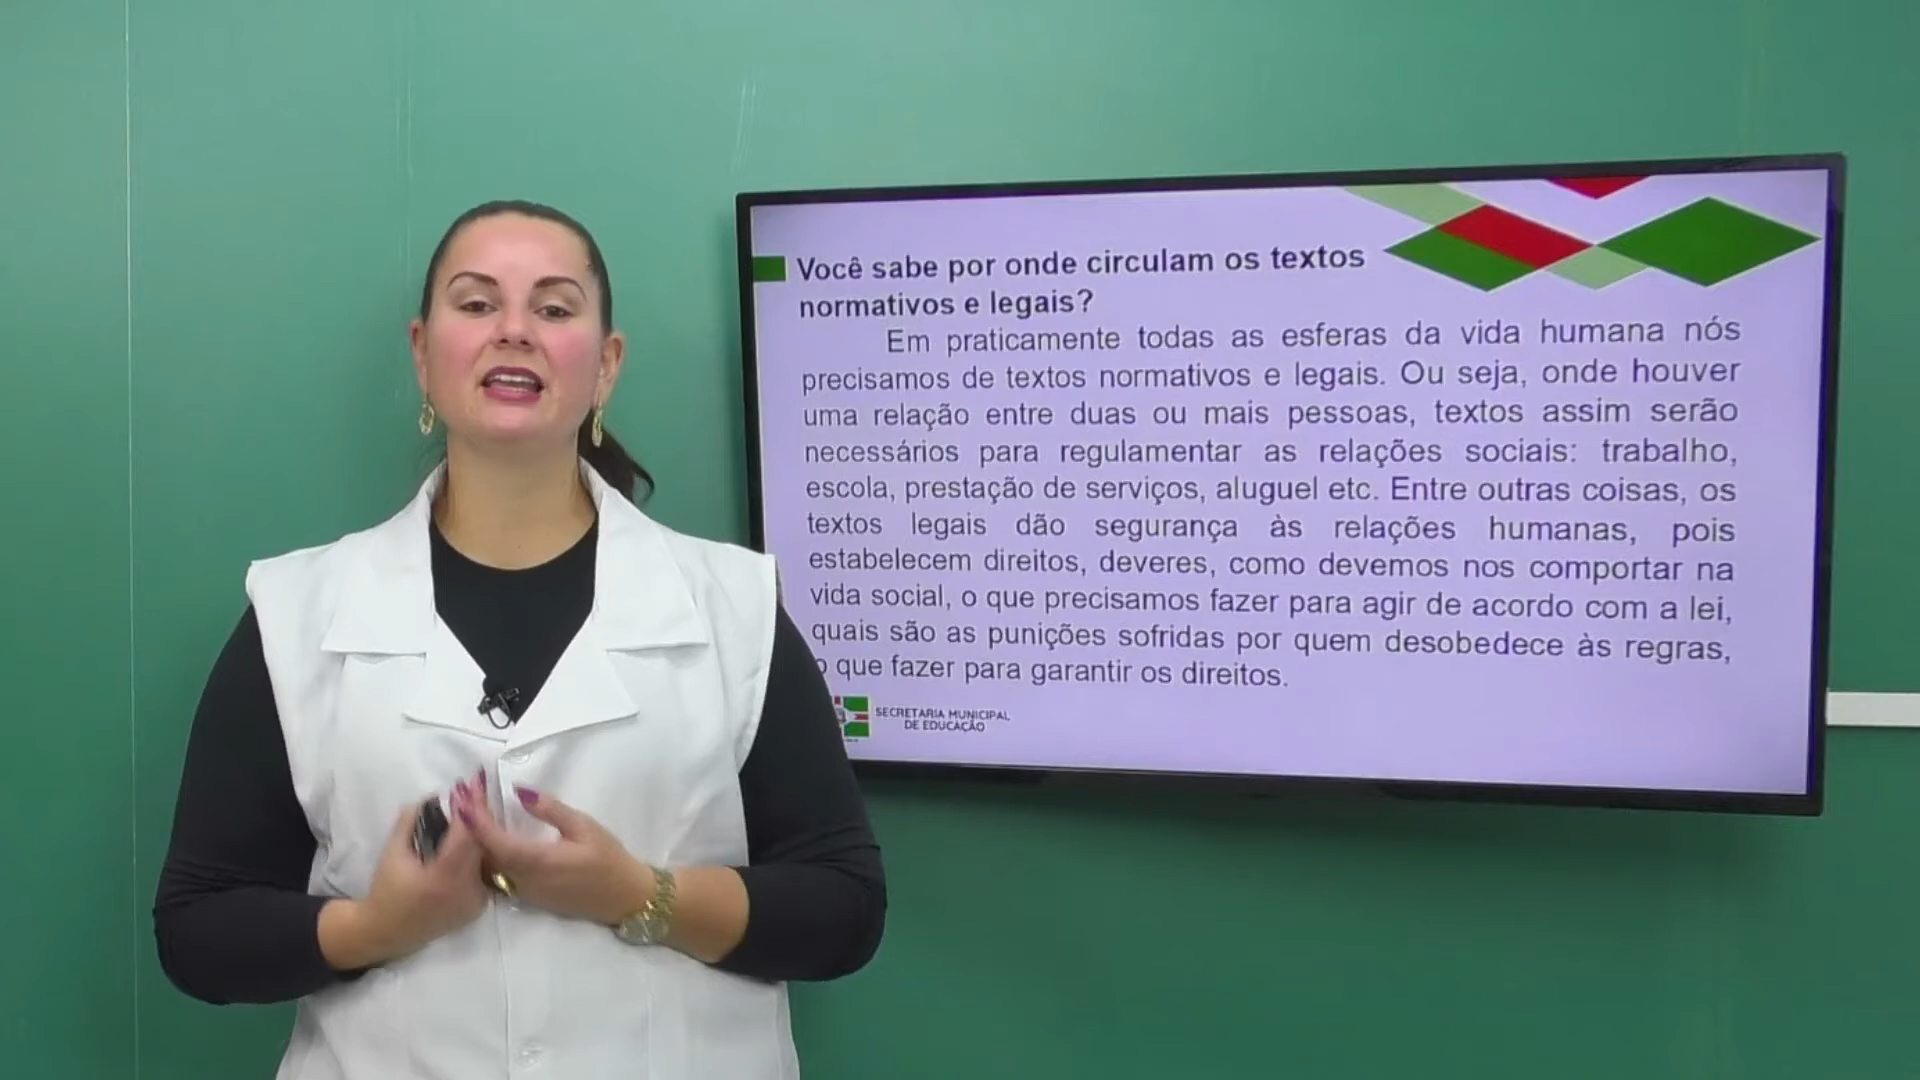 Você sabe por onde circulam os textos
normativos e legais?
Em praticamente todas as esferas da vida humana nós
precisamos de textos normativos e legais. Ou seja, onde houver
uma relação entre duas ou mais pessoas, textos assim serão
necessários para regulamentar as relações sociais: trabalho,
escola, prestação de serviços, aluguel etc. Entre outras coisas, os
textos legais dão segurança às relações humanas, pois
estabelecem direitos, deveres, como devemos nos comportar na
vida social, o que precisamos fazer para agir de acordo com a lei,
quais são as punições sofridas por quem desobedece às regras,
o que fazer para garantir os direitos.
SECRETARIA MUNICIPAL
DE EDUCAÇÃO